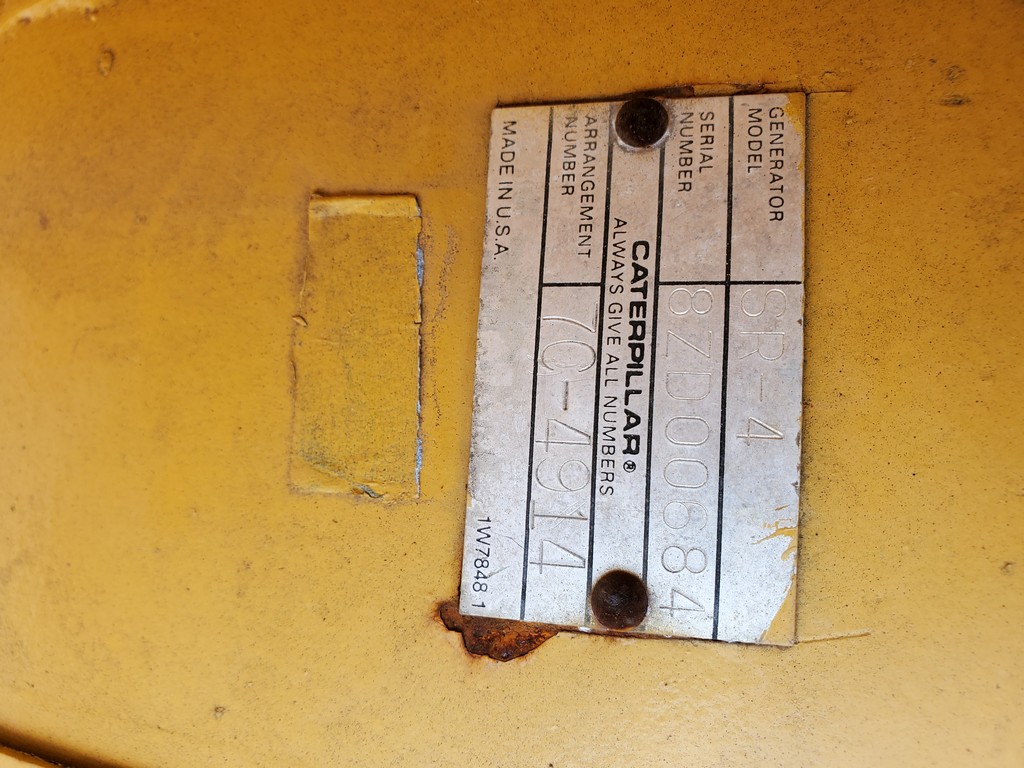 GENERATOR
MODEL SR-4
SERIAL
NUMBER 8ZD00684
CATERPILLAR®
ALWAYS GIVE ALL NUMBERS
ARRANGEMENT
NUMBER 7C-4914
MADE IN U.S.A. 1W7848 1